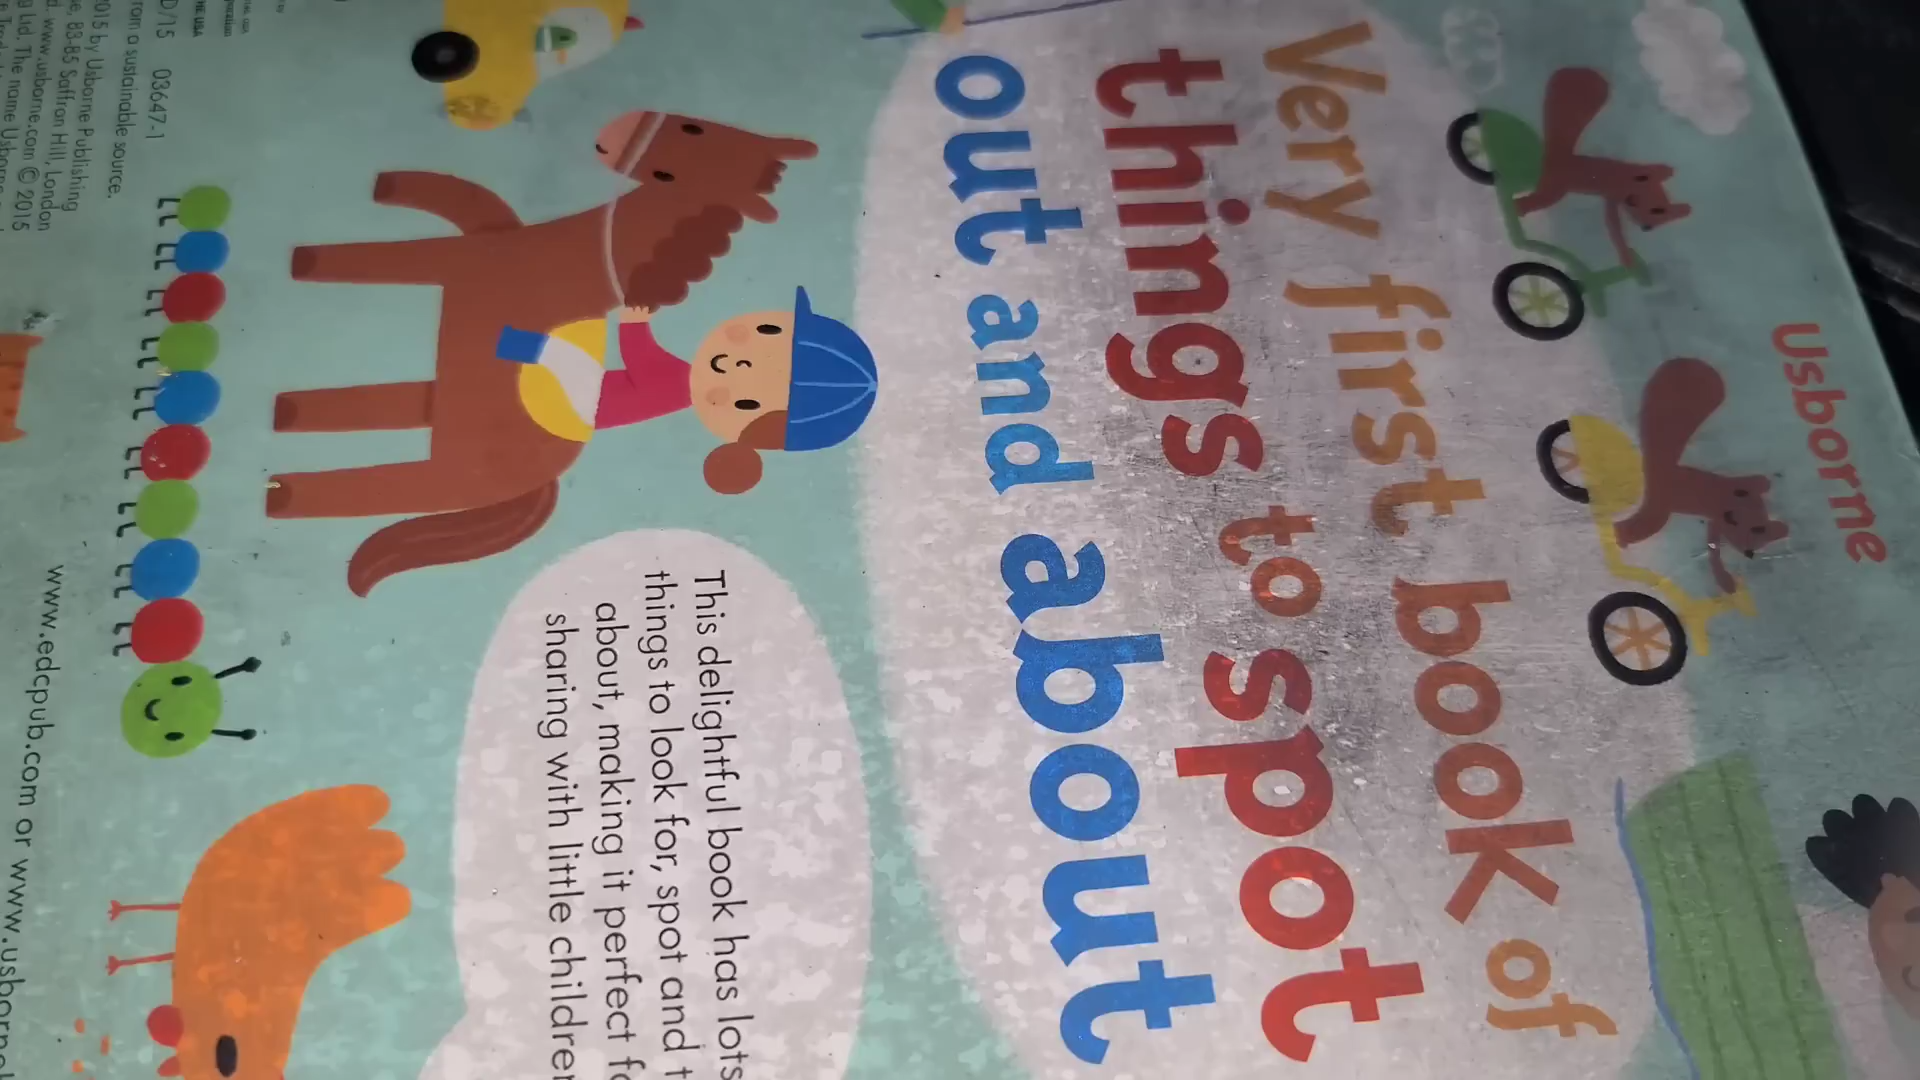 Usborne
Very first book of
things to spot
out and about
This delightful book has lots
things to look for, spot and
about, making it perfect
sharing with little children
D/15 03647-1
from a sustainable source.
2015 by Usborne Publishing
83-85 Saffron Hill, London
www.usborne.com © 2015
Ltd. The name Usborne
www.edcpub.com or www.usborne